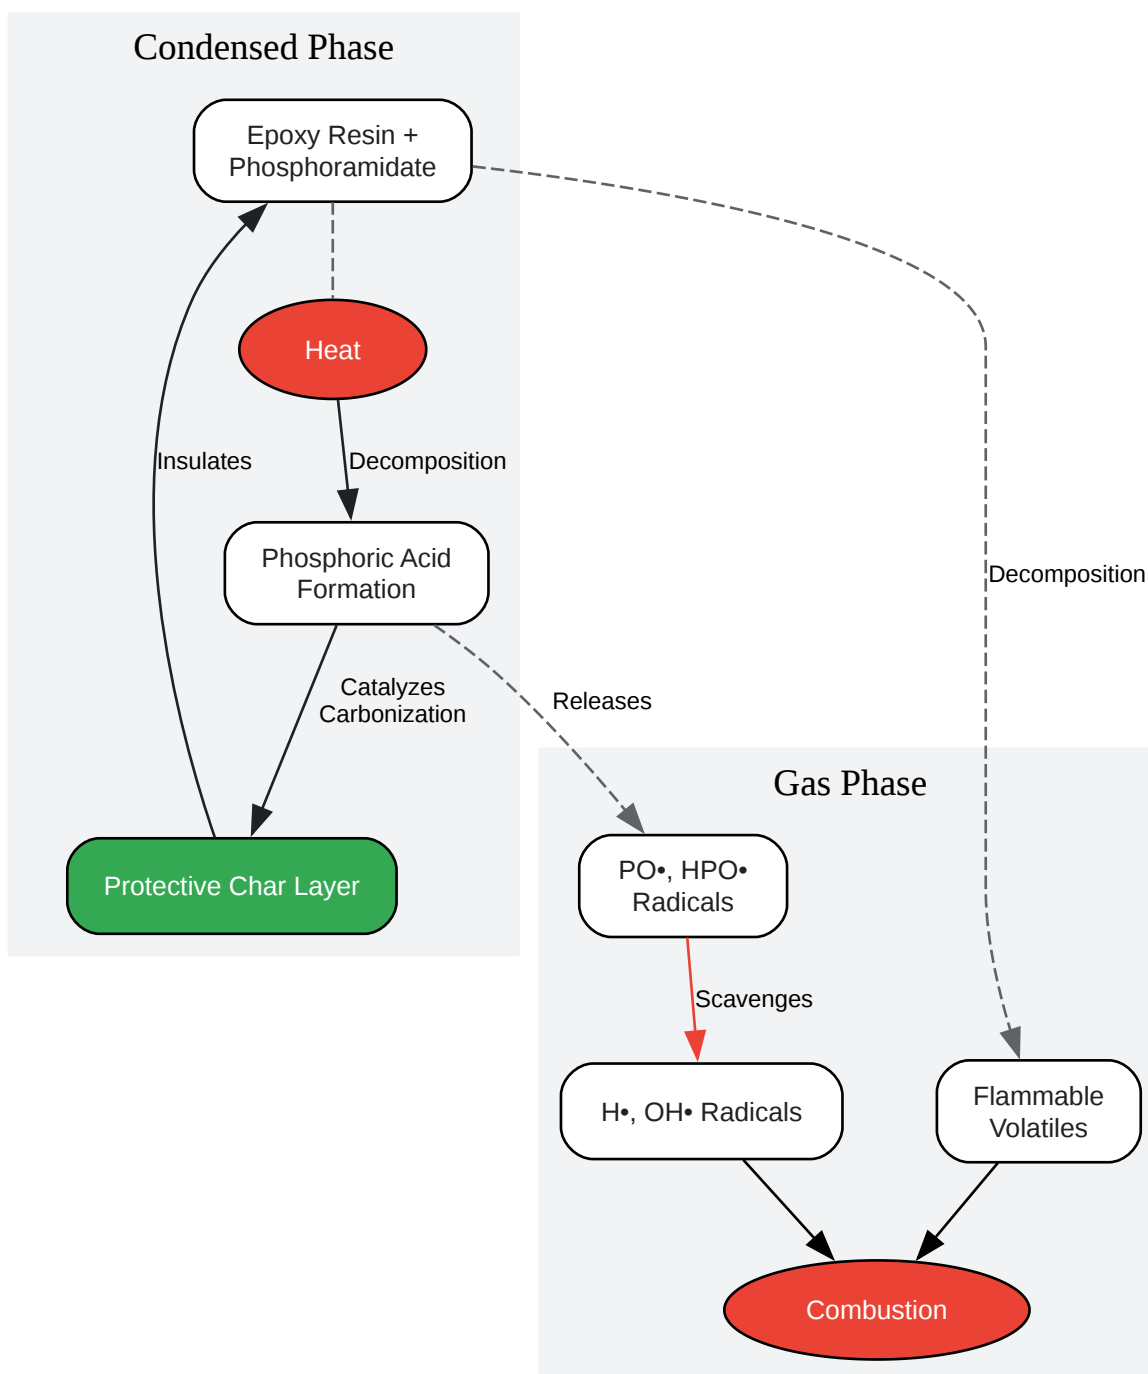 Condensed Phase
Epoxy Resin +
Phosphoramidate
Heat
Insulates
Decomposition
Phosphoric Acid
Formation
Decomposition
Catalyzes
Carbonization
Releases
Protective Char Layer
Gas Phase
PO•, HPO•
Radicals
Scavenges
H•, OH• Radicals
Flammable
Volatiles
Combustion